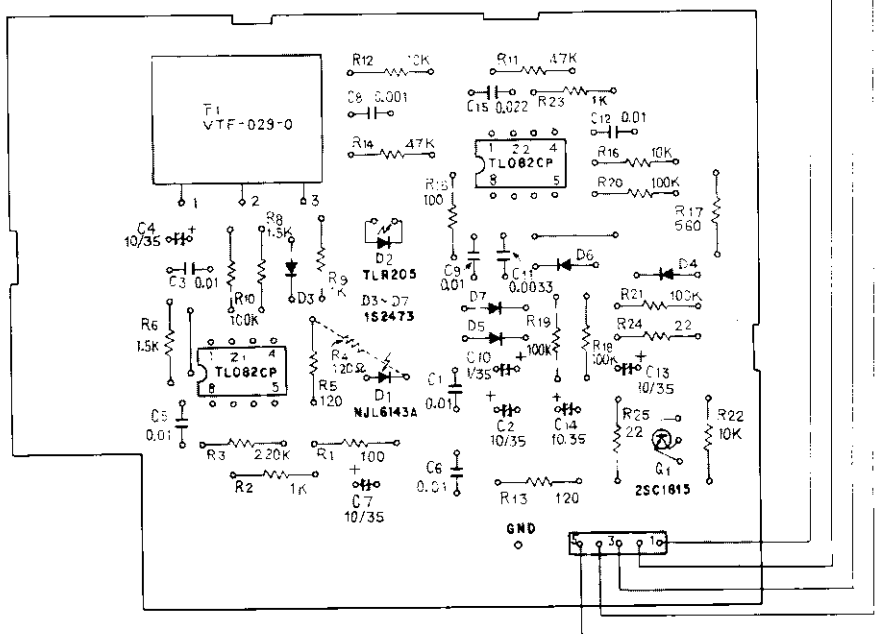 R12 10K
R11 47K
C8 0.001
C15 0.022
R23 1K
T1
VTF-029-0
C12 0.01
R14 47K
1 2 2 4
TL082CP
8 5
R16 10K
R20 100K
R17
560
100
1 2 3
C4 +
10/35
R8
1.5K
C3 0.01
R10
100K
D3
R9
1K
D2
TLR205
D3~D7
1S2473
C9
0.01
C11
0.0033
D6
D4
D7
D5
R21 100K
R24 22
R19
100K
R18
100K
R6
1.5K
1 2 1 4
TL082CP
8 5
R4
120Ω
R5
120
D1
NJL6143A
C10 +
1/35
C13 +
10/35
C1
0.01
C5
0.01
C2 +
10/35
C14 +
10/35
R25
22
R22
10K
Q1
2SC1815
R3 220K
R1 100
R2 1K
C7 +
10/35
C6
0.01
R13 120
GND
5 3 1